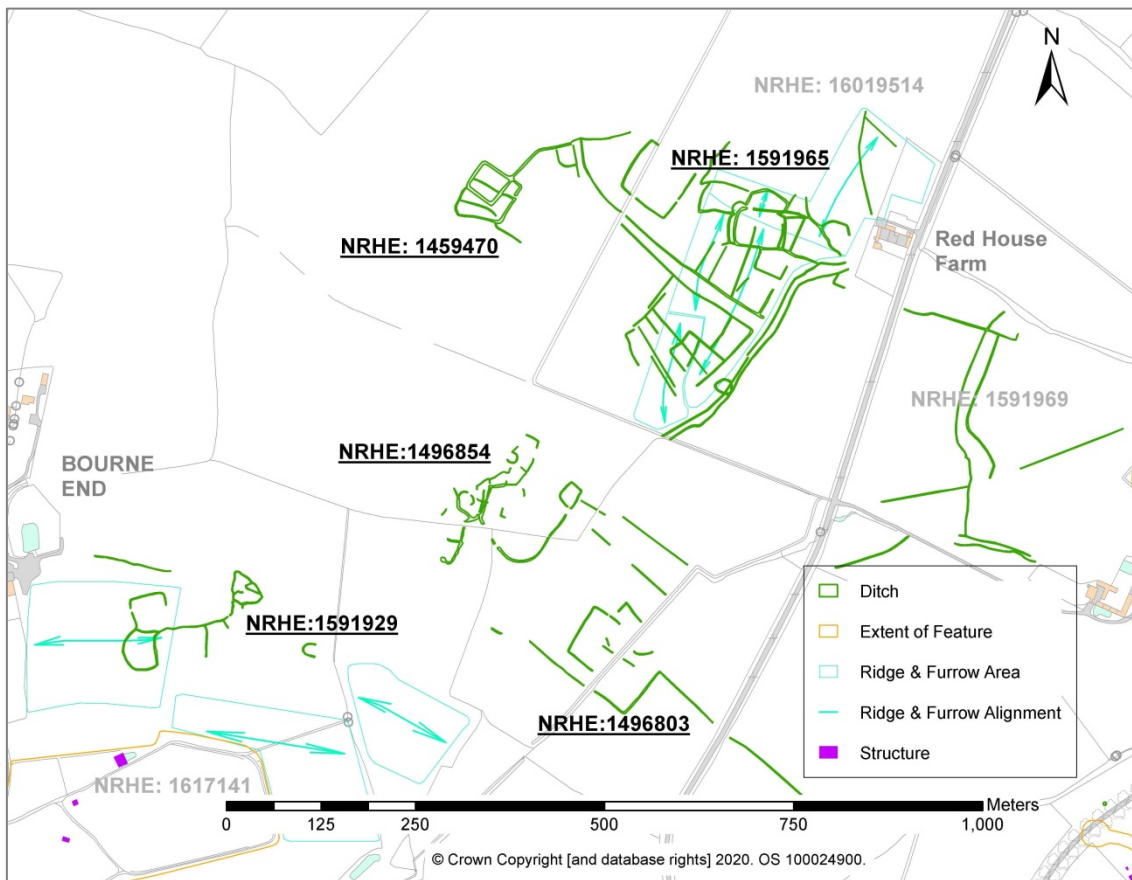 N
NRHE: 16019514
NRHE: 1591965
NRHE: 1459470
Red House
Farm
NRHE: 1591969
NRHE:1496854
BOURNE
END
NRHE:1591929
NRHE:1496803
NRHE: 1617141
Ditch
Extent of Feature
Ridge & Furrow Area
Ridge & Furrow Alignment
Structure
Meters
0 125 250 500 750 1,000
© Crown Copyright [and database rights] 2020. OS 100024900.